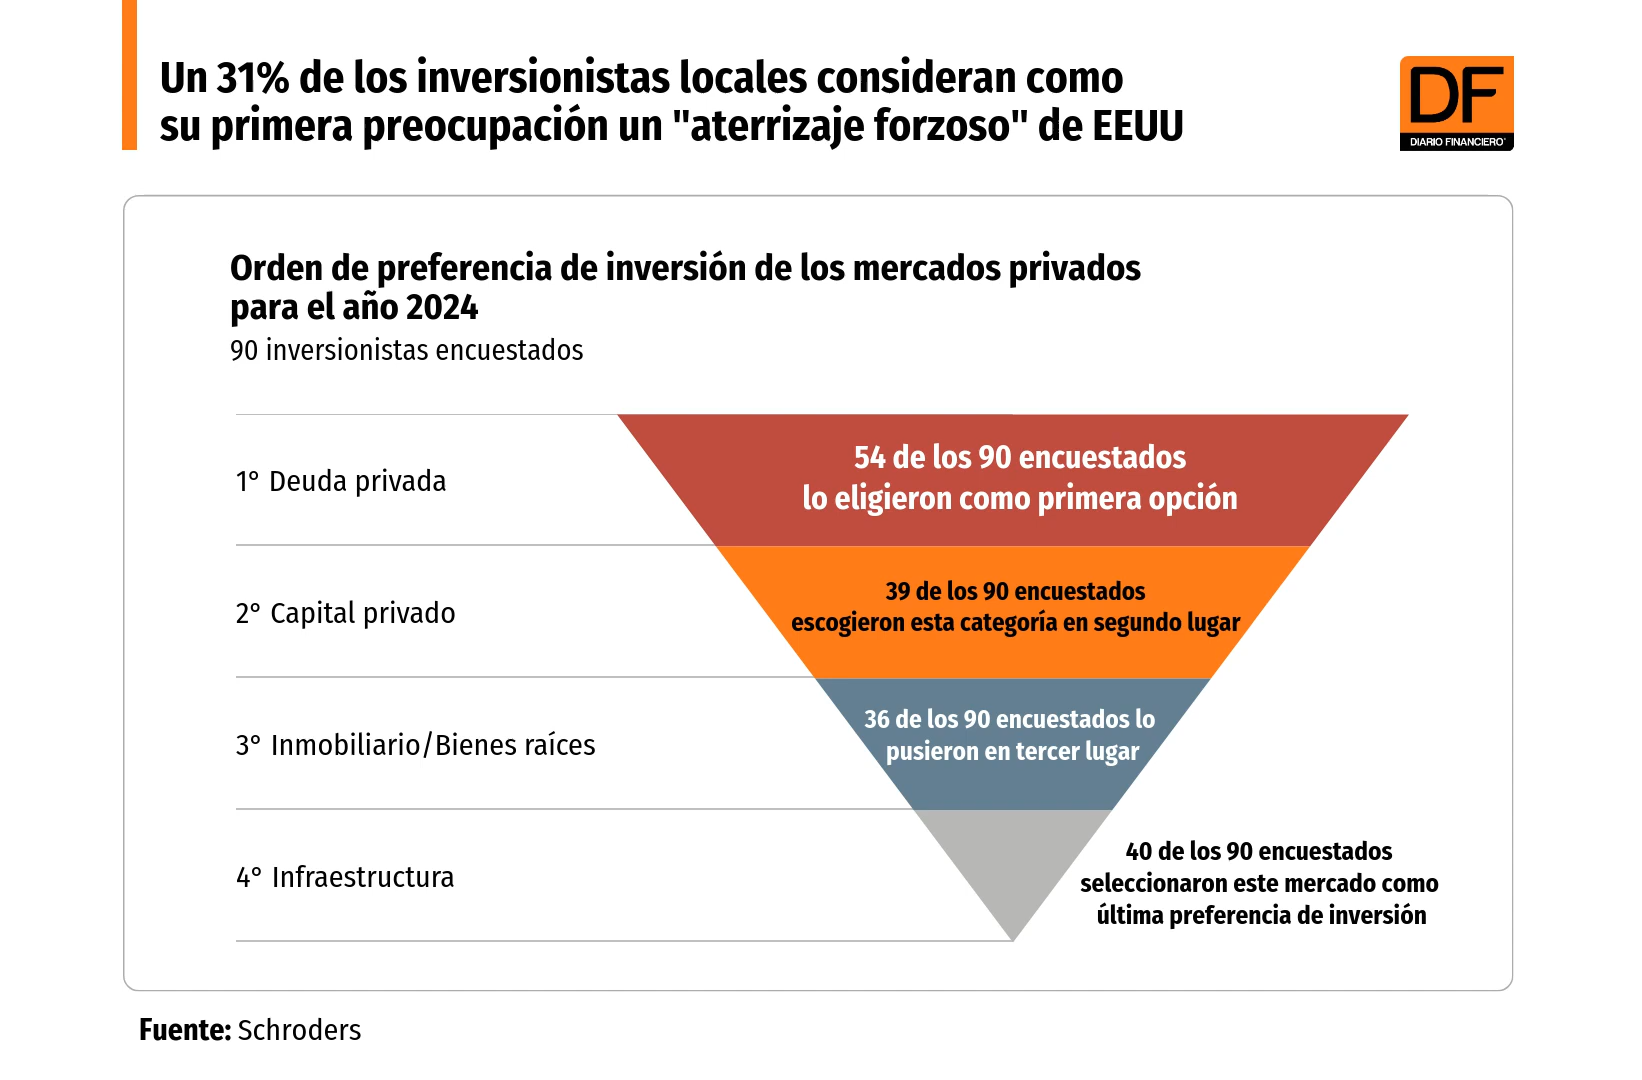 Un 31% de los inversionistas locales consideran como
su primera preocupación un "aterrizaje forzoso" de EEUU
DF
DIARIO FINANCIERO®
Orden de preferencia de inversión de los mercados privados
para el año 2024
90 inversionistas encuestados
1° Deuda privada
54 de los 90 encuestados
lo eligieron como primera opción
2° Capital privado
39 de los 90 encuestados
escogieron esta categoría en segundo lugar
3° Inmobiliario/Bienes raíces
36 de los 90 encuestados lo
pusieron en tercer lugar
4° Infraestructura
40 de los 90 encuestados
seleccionaron este mercado como
última preferencia de inversión
Fuente: Schroders